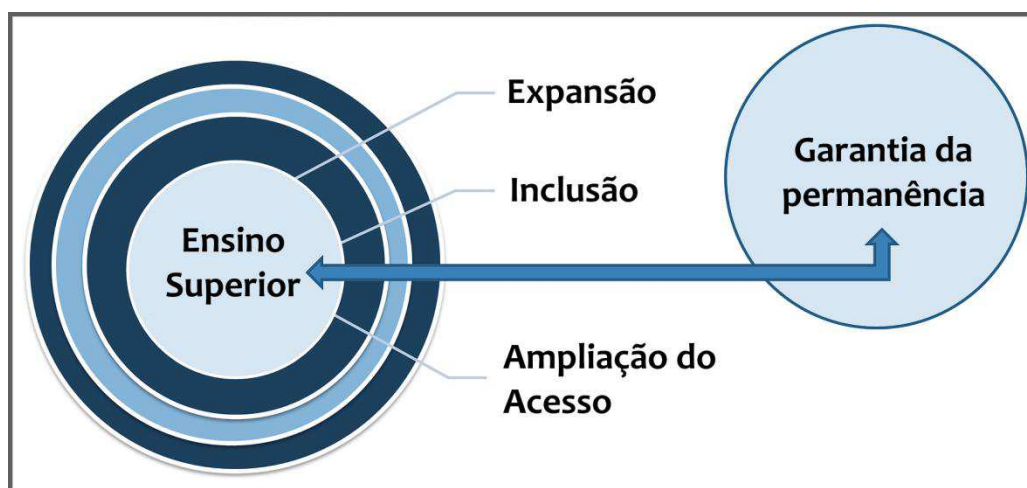 Expansão
Inclusão
Ensino
Superior
Ampliação do
Acesso
Garantia da
permanência